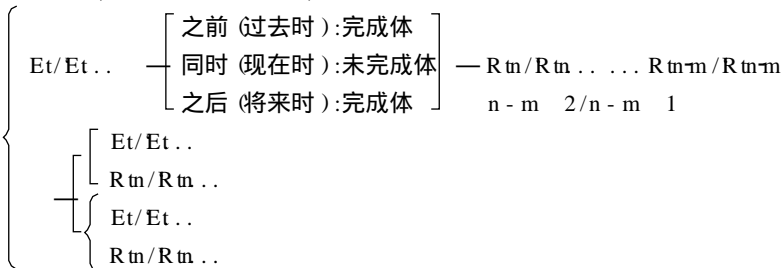 之前 (过去时 ):完成体
Et/Et . . — 同时 (现在时 ):未完成体 — R tn/R tn. . . . . . R tn-m /R tn-m
之后 (将来时 ):完成体 n - m 2/n - m 1
Et/Et . .
R tn/R tn. . .
Et/Et . .
R tn/R tn. . .